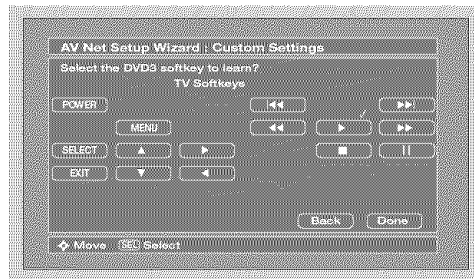 AV Net Setup Wizard : Custom Settings
Select the DVD3 softkey to learn?
TV Softkeys
POWER
MENU
SELECT
EXIT
Back Done
Move SEL Select